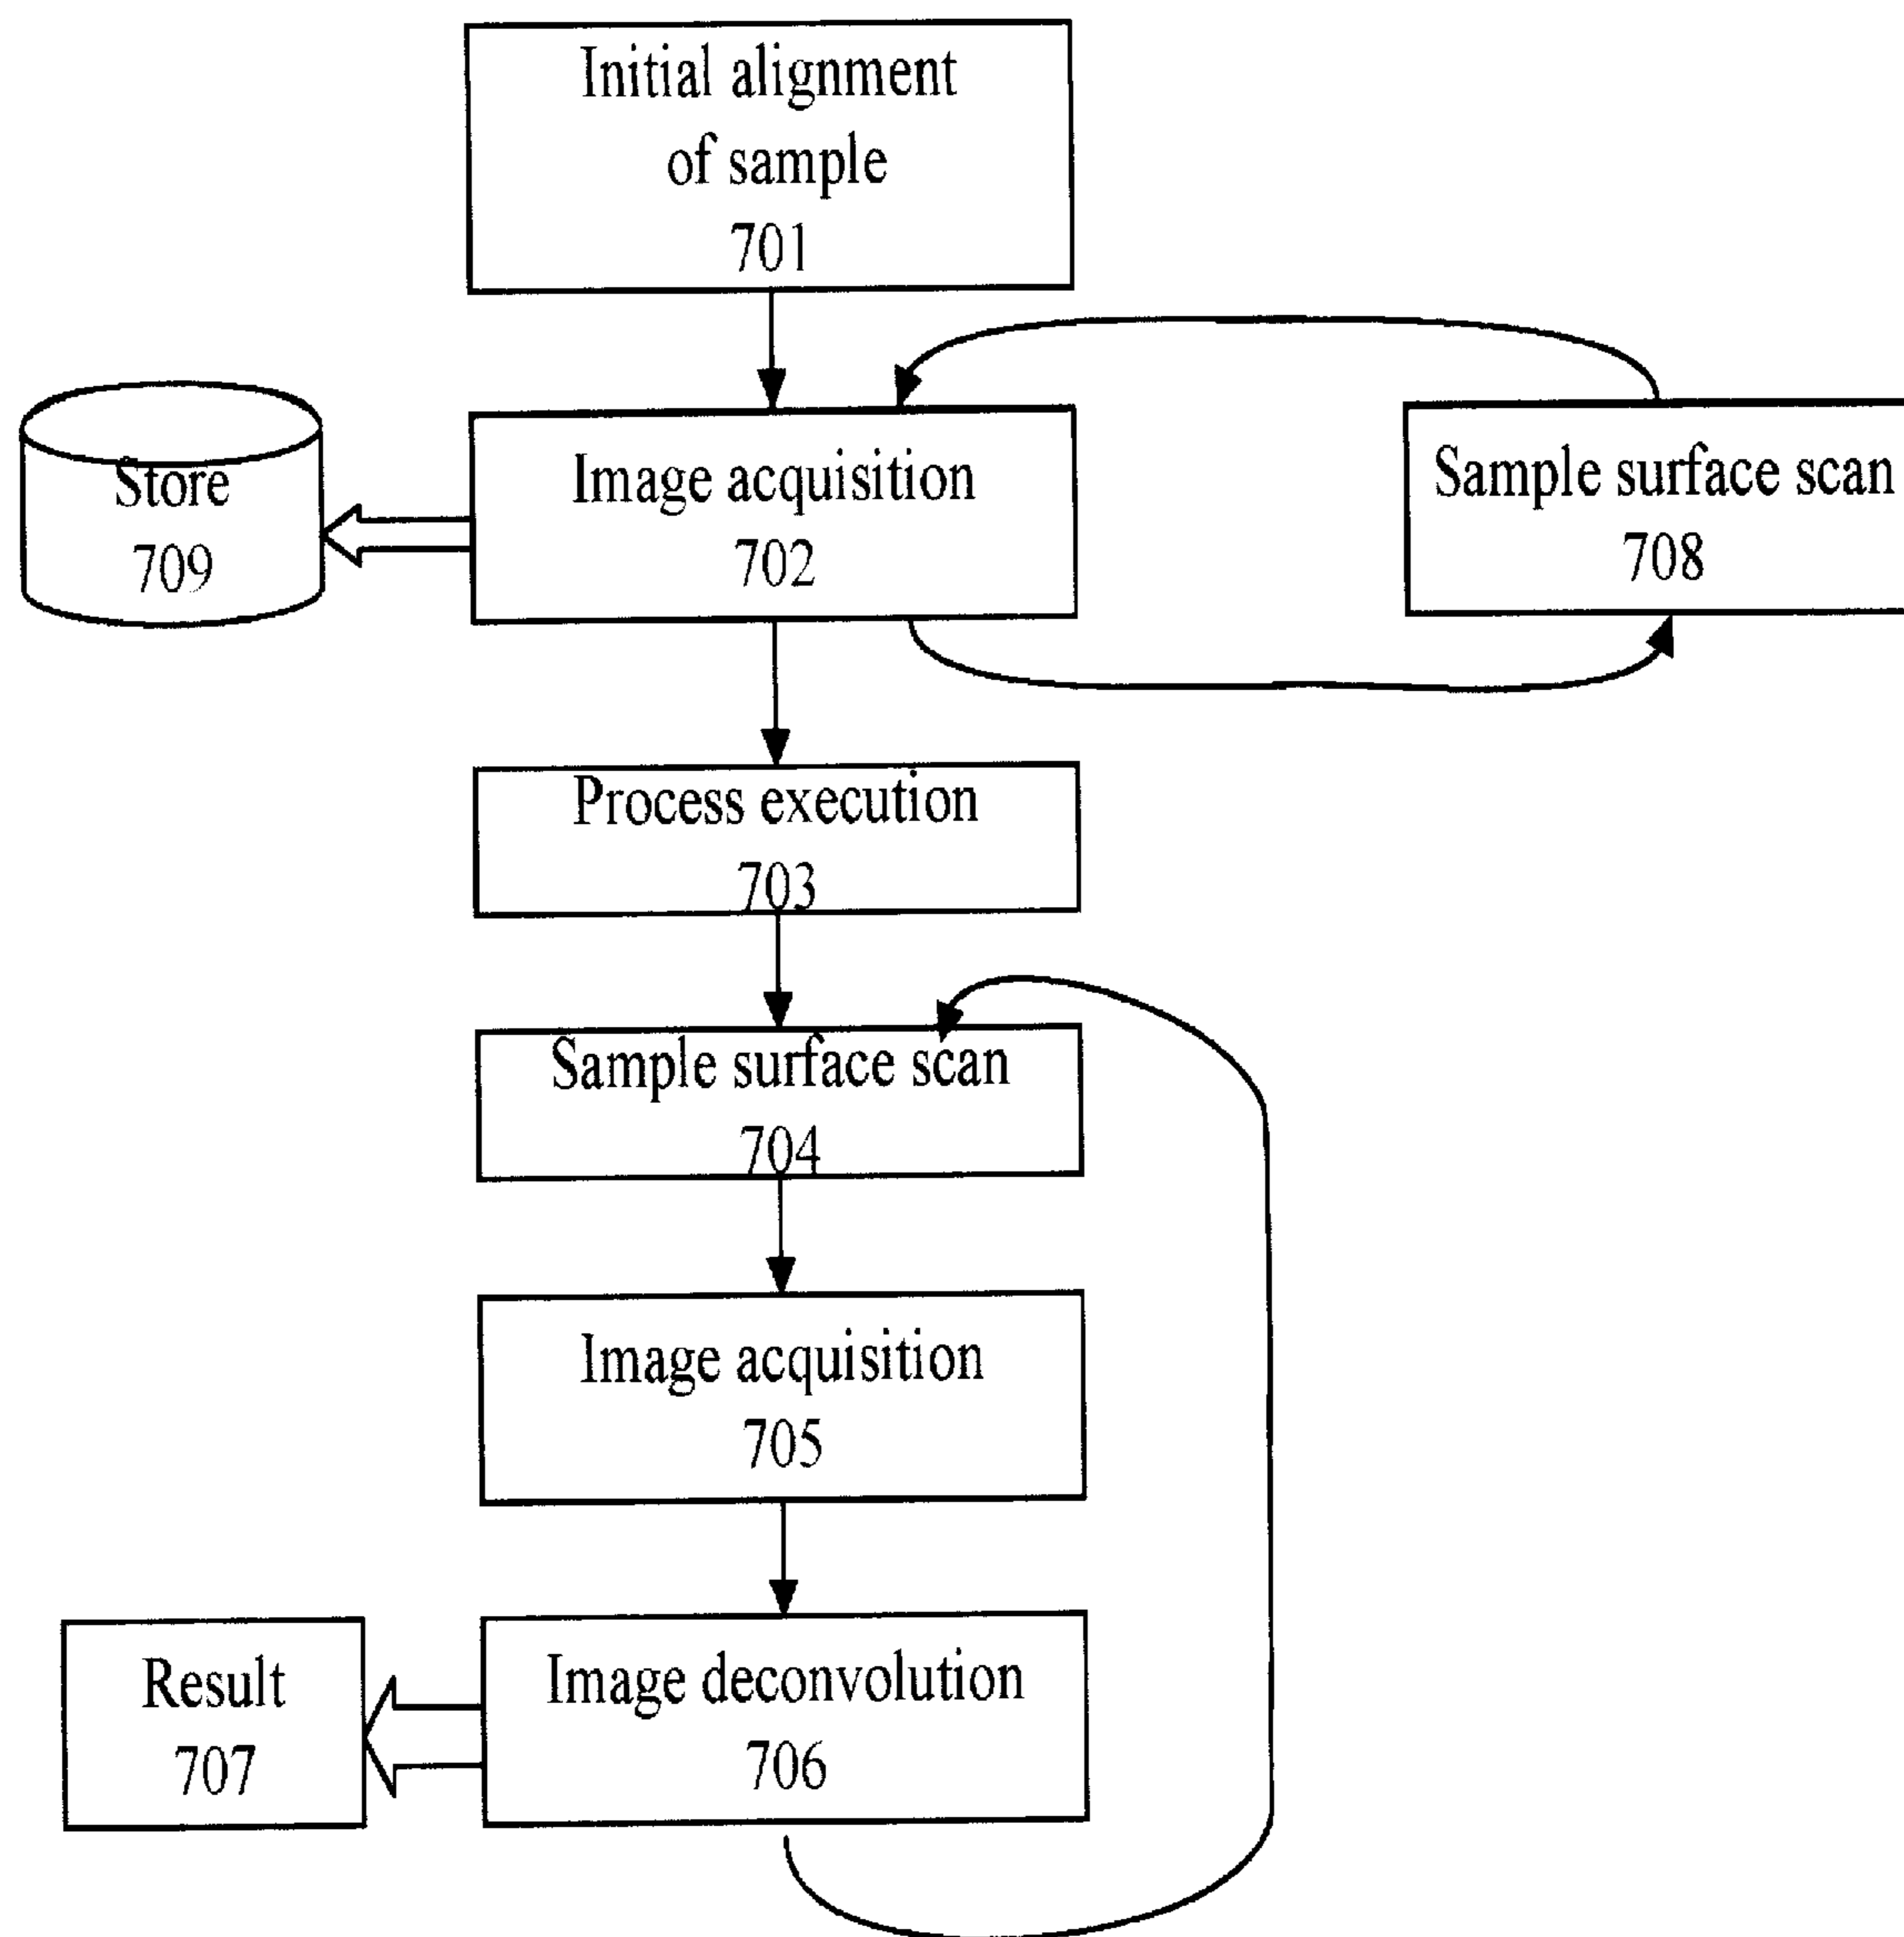 Initial alignment
of sample
701
Store
709
Image acquisition
702
Sample surface scan
708
Process execution
703
Sample surface scan
704
Image acquisition
705
Result
707
Image deconvolution
706